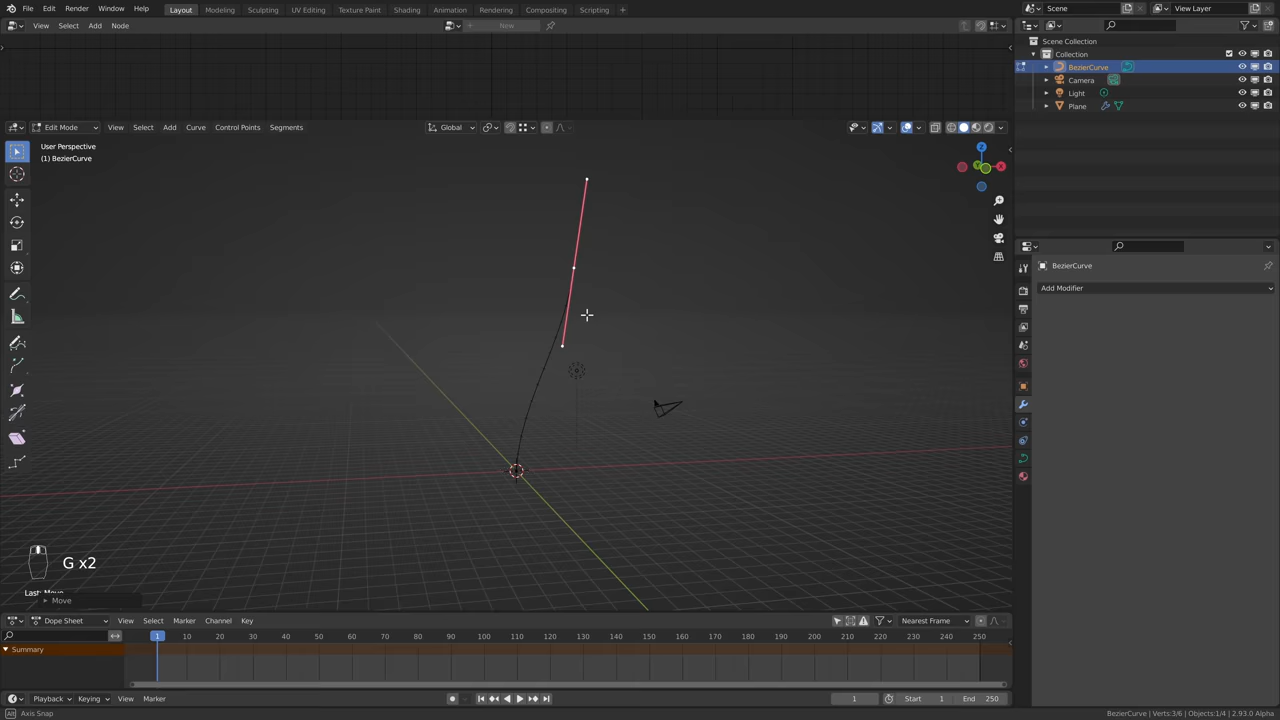 File Edit Render Window Help Layout Modeling Sculpting UV Editing Texture Paint Shading Animation Rendering Compositing Scripting Scene View Layer
View Select Add Node New
Scene Collection
Collection
BezierCurve
Camera
Light
Plane
Edit Mode View Select Add Curve Control Points Segments Global
User Perspective
(1) BezierCurve
Z
X
Y
BezierCurve
Add Modifier
G x2
Last: Move
Move
Dope Sheet View Select Marker Channel Key Nearest Frame
1 10 20 30 40 50 60 70 80 90 100 110 120 130 140 150 160 170 180 190 200 210 220 230 240 250
Summary
Playback Keying View Marker 1 Start 1 End 250
Axis Snap BezierCurve | Verts:3/6 | Objects:1/4 | 2.93.0 Alpha